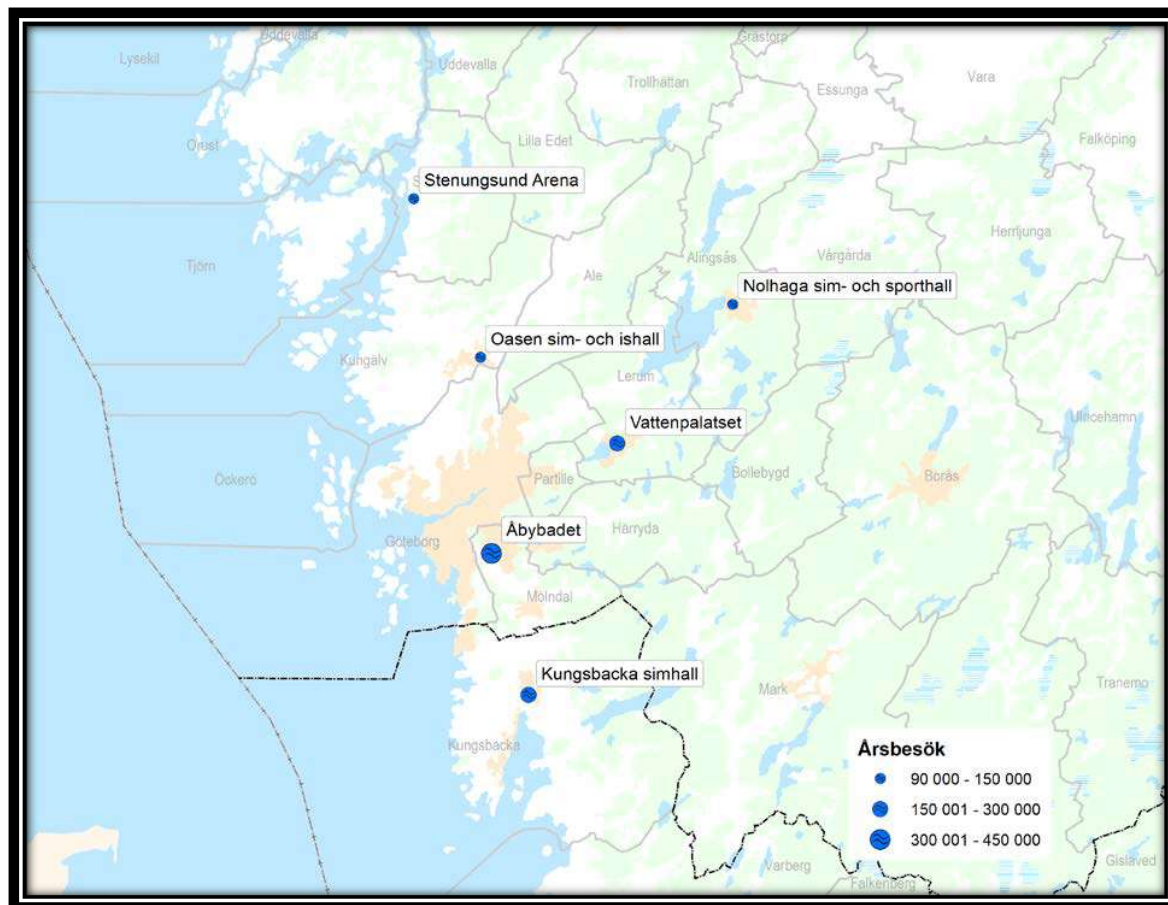 Lysekil
Uddevalla
Uddevalla
Trollhättan
Grästorp
Essunga
Vara
Falköping
Orust
Lilla Edet
Stenungsund Arena
Herrljunga
Tjörn
Ale
Alingsås
Vårgårda
Nolhaga sim- och sporthall
Oasen sim- och ishall
Kungälv
Lerum
Vattenpalatset
Ulricehamn
Öckerö
Partille
Bollebygd
Borås
Åbybadet
Göteborg
Härryda
Mölndal
Kungsbacka simhall
Mark
Tranemo
Kungsbacka
Årsbesök
90 000 - 150 000
150 001 - 300 000
300 001 - 450 000
Varberg
Falkenberg
Gislaved